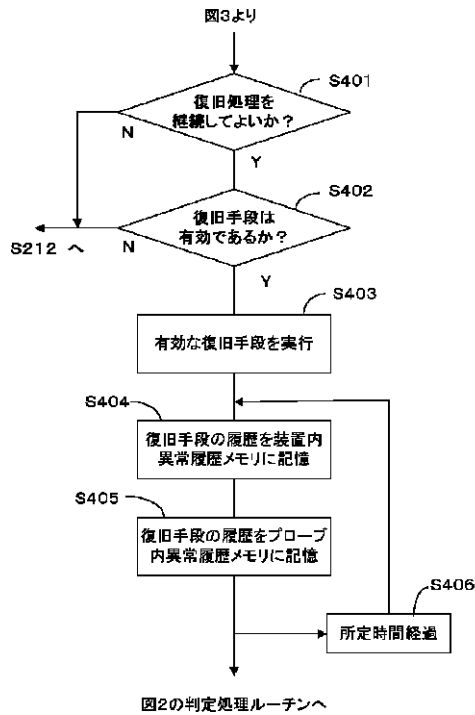 図3より
S401
復旧処理を
継続してよいか？
N
Y
S402
復旧手段は
有効であるか？
S212 へ
N
Y
S403
有効な復旧手段を実行
S404
復旧手段の履歴を装置内
異常履歴メモリに記憶
S405
復旧手段の履歴をプローブ
内異常履歴メモリに記憶
S406
所定時間経過
図2の判定処理ルーチンへ